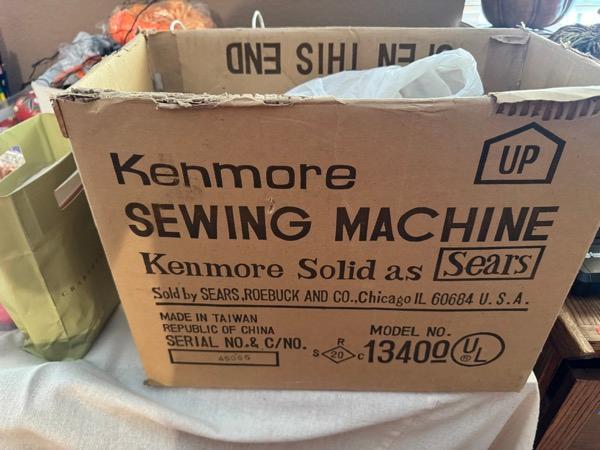 OPEN THIS END
UP
Kenmore
SEWING MACHINE
Kenmore Solid as Sears
Sold by SEARS,ROEBUCK AND CO.,Chicago IL 60684 U.S.A.
MADE IN TAIWAN
REPUBLIC OF CHINA
SERIAL NO.& C/NO.
MODEL NO.
R
S 20 C 13400
UL
®